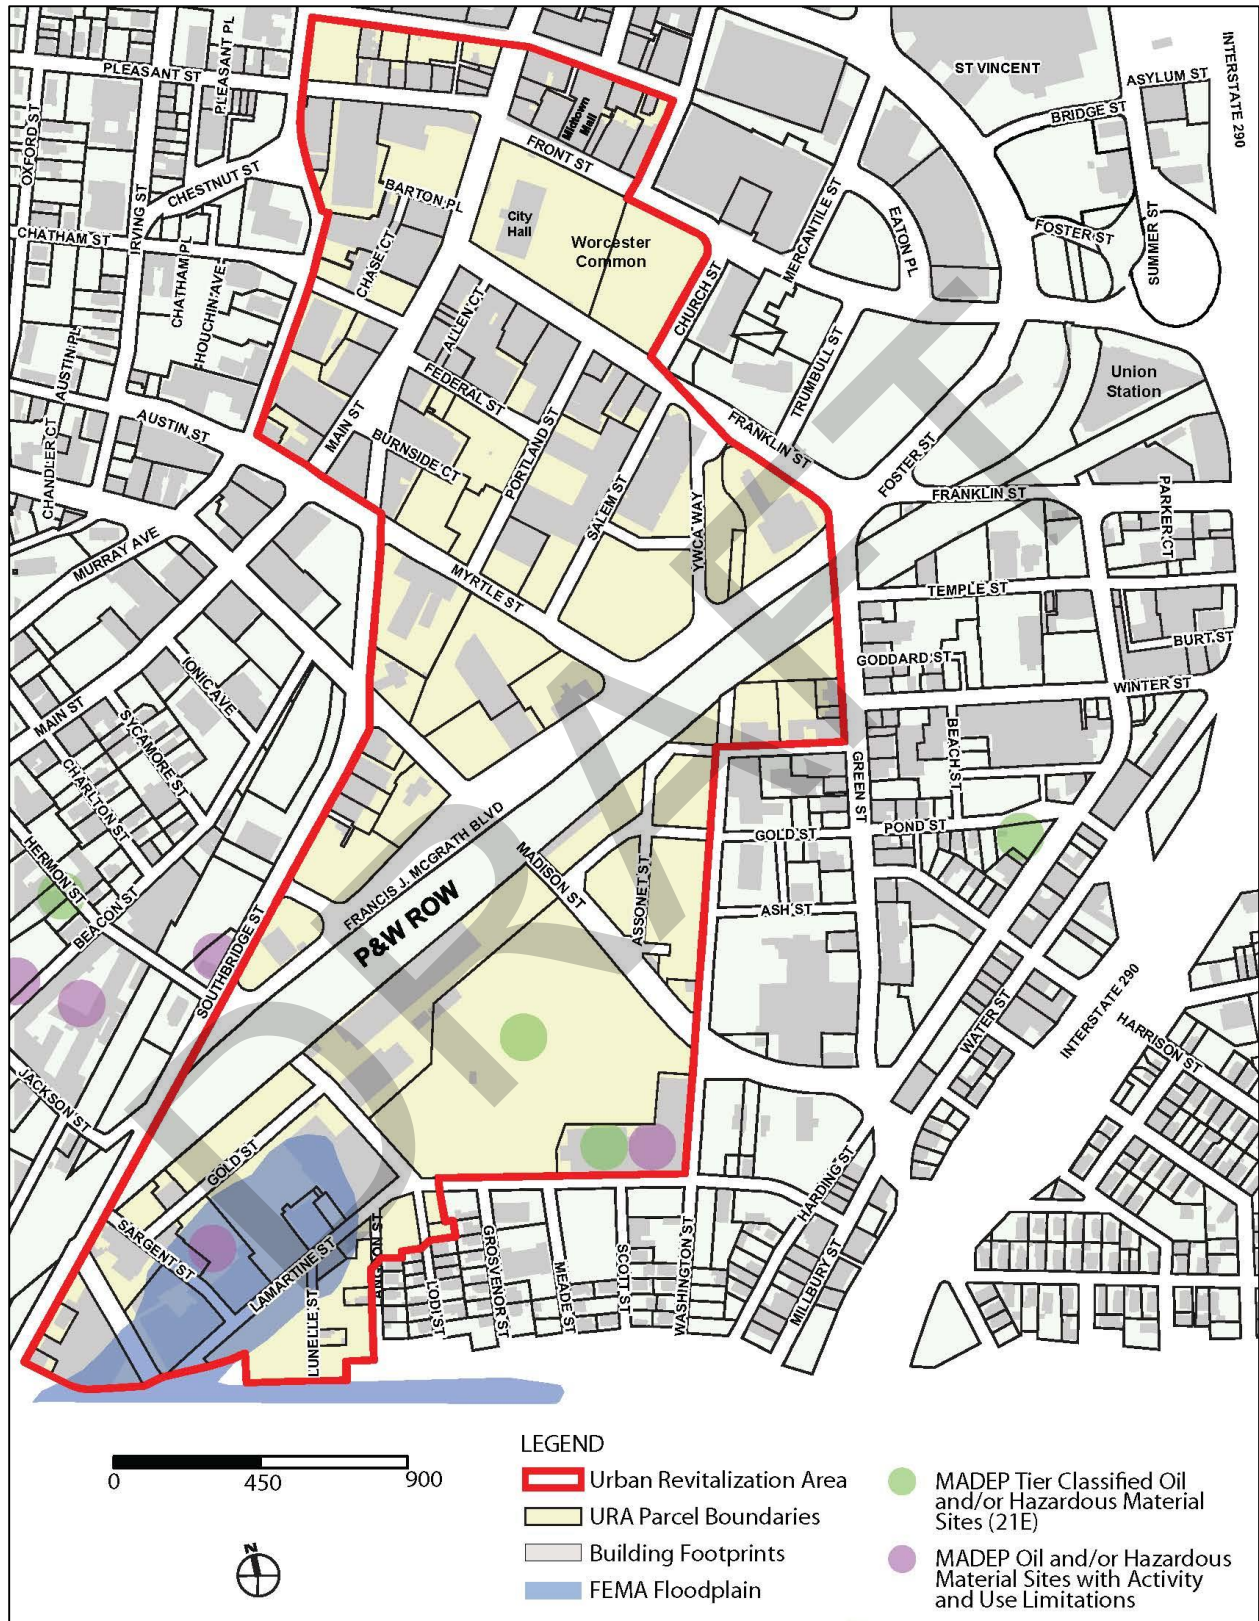 PLEASANT ST
PLEASANT PL
OXFORD ST
IRVING ST
CHESTNUT ST
CHATHAM ST
CHATHAM PL
HOUCHIN AVE
AUSTIN PL
AUSTIN ST
CHANDLER CT
MURRAY AVE
Midtown
Mall
FRONT ST
BARTON PL
CHASE CT
City
Hall
Worcester
Common
ST VINCENT
ASYLUM ST
BRIDGE ST
INTERSTATE 290
MERCANTILE ST
EATON PL
FOSTER ST
SUMMER ST
CHURCH ST
TRUMBULL ST
Union
Station
ALLEN CT
FEDERAL ST
MAIN ST
BURNSIDE CT
PORTLAND ST
SALEM ST
FRANKLIN ST
FOSTER ST
FRANKLIN ST
PARKER CT
YWCA WAY
MYRTLE ST
TEMPLE ST
BURT ST
GODDARD ST
WINTER ST
BEACH ST
GREEN ST
GOLD ST
POND ST
ASH ST
IONIC AVE
MAIN ST
SYCAMORE ST
CHARLTON ST
HERMON ST
BEACON ST
SOUTHBRIDGE ST
FRANCIS J. MCGRATH BLVD
P&W ROW
MADISON ST
ASSONET ST
WATER ST
INTERSTATE 290
HARRISON ST
JACKSON ST
GOLD ST
SARGENT ST
LAMARTINE ST
LUNELLE ST
LODI ST
GROSVENOR ST
MEADE ST
SCOTT ST
WASHINGTON ST
HARDING ST
MILLBURY ST
DRAFT
0 450 900
N
LEGEND
Urban Revitalization Area
URA Parcel Boundaries
Building Footprints
FEMA Floodplain
MADEP Tier Classified Oil
and/or Hazardous Material
Sites (21E)
MADEP Oil and/or Hazardous
Material Sites with Activity
and Use Limitations